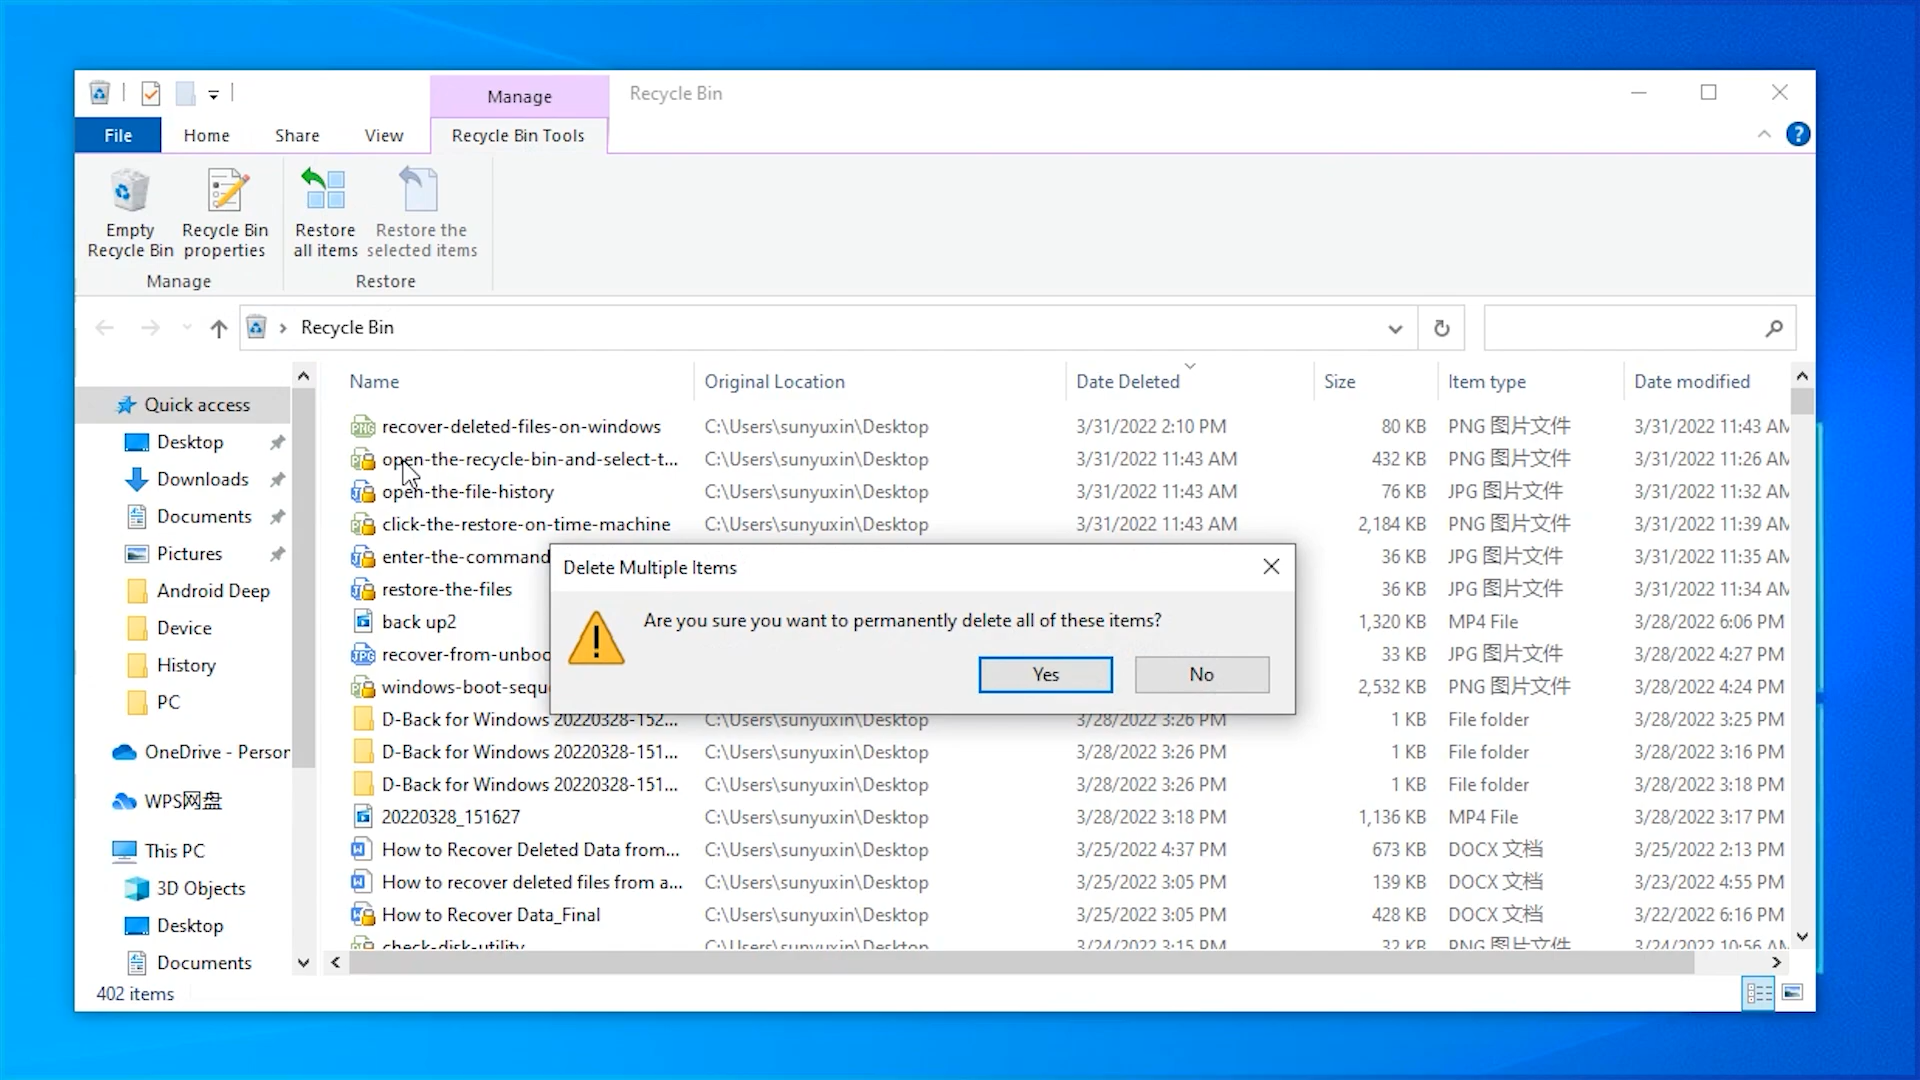 Manage
Recycle Bin
File
Home
Share
View
Recycle Bin Tools
?
Empty
Recycle Bin
Recycle Bin
properties
Restore
all items
Restore the
selected items
Manage
Restore
Recycle Bin
Name
Original Location
Date Deleted
Size
Item type
Date modified
Quick access
Desktop
Downloads
Documents
Pictures
Android Deep
Device
History
PC
OneDrive - Person
WPS网盘
This PC
3D Objects
Desktop
Documents
recover-deleted-files-on-windows C:\Users\sunyuxin\Desktop 3/31/2022 2:10 PM 80 KB PNG 图片文件 3/31/2022 11:43 AM
open-the-recycle-bin-and-select-t... C:\Users\sunyuxin\Desktop 3/31/2022 11:43 AM 432 KB PNG 图片文件 3/31/2022 11:26 AM
open-the-file-history C:\Users\sunyuxin\Desktop 3/31/2022 11:43 AM 76 KB JPG 图片文件 3/31/2022 11:32 AM
click-the-restore-on-time-machine C:\Users\sunyuxin\Desktop 3/31/2022 11:43 AM 2,184 KB PNG 图片文件 3/31/2022 11:39 AM
enter-the-command 36 KB JPG 图片文件 3/31/2022 11:35 AM
restore-the-files 36 KB JPG 图片文件 3/31/2022 11:34 AM
back up2 1,320 KB MP4 File 3/28/2022 6:06 PM
recover-from-unboo 33 KB JPG 图片文件 3/28/2022 4:27 PM
windows-boot-sequ 2,532 KB PNG 图片文件 3/28/2022 4:24 PM
D-Back for Windows 20220328-152... C:\Users\sunyuxin\Desktop 3/28/2022 3:26 PM 1 KB File folder 3/28/2022 3:25 PM
D-Back for Windows 20220328-151... C:\Users\sunyuxin\Desktop 3/28/2022 3:26 PM 1 KB File folder 3/28/2022 3:16 PM
D-Back for Windows 20220328-151... C:\Users\sunyuxin\Desktop 3/28/2022 3:26 PM 1 KB File folder 3/28/2022 3:18 PM
20220328_151627 C:\Users\sunyuxin\Desktop 3/28/2022 3:18 PM 1,136 KB MP4 File 3/28/2022 3:17 PM
How to Recover Deleted Data from... C:\Users\sunyuxin\Desktop 3/25/2022 4:37 PM 673 KB DOCX 文档 3/25/2022 2:13 PM
How to recover deleted files from a... C:\Users\sunyuxin\Desktop 3/25/2022 3:05 PM 139 KB DOCX 文档 3/23/2022 4:55 PM
How to Recover Data_Final C:\Users\sunyuxin\Desktop 3/25/2022 3:05 PM 428 KB DOCX 文档 3/22/2022 6:16 PM
check-disk-utility C:\Users\sunyuxin\Desktop 3/24/2022 3:15 PM 32 KB PNG 图片文件 3/24/2022 10:56 AM
Delete Multiple Items
Are you sure you want to permanently delete all of these items?
Yes
No
402 items